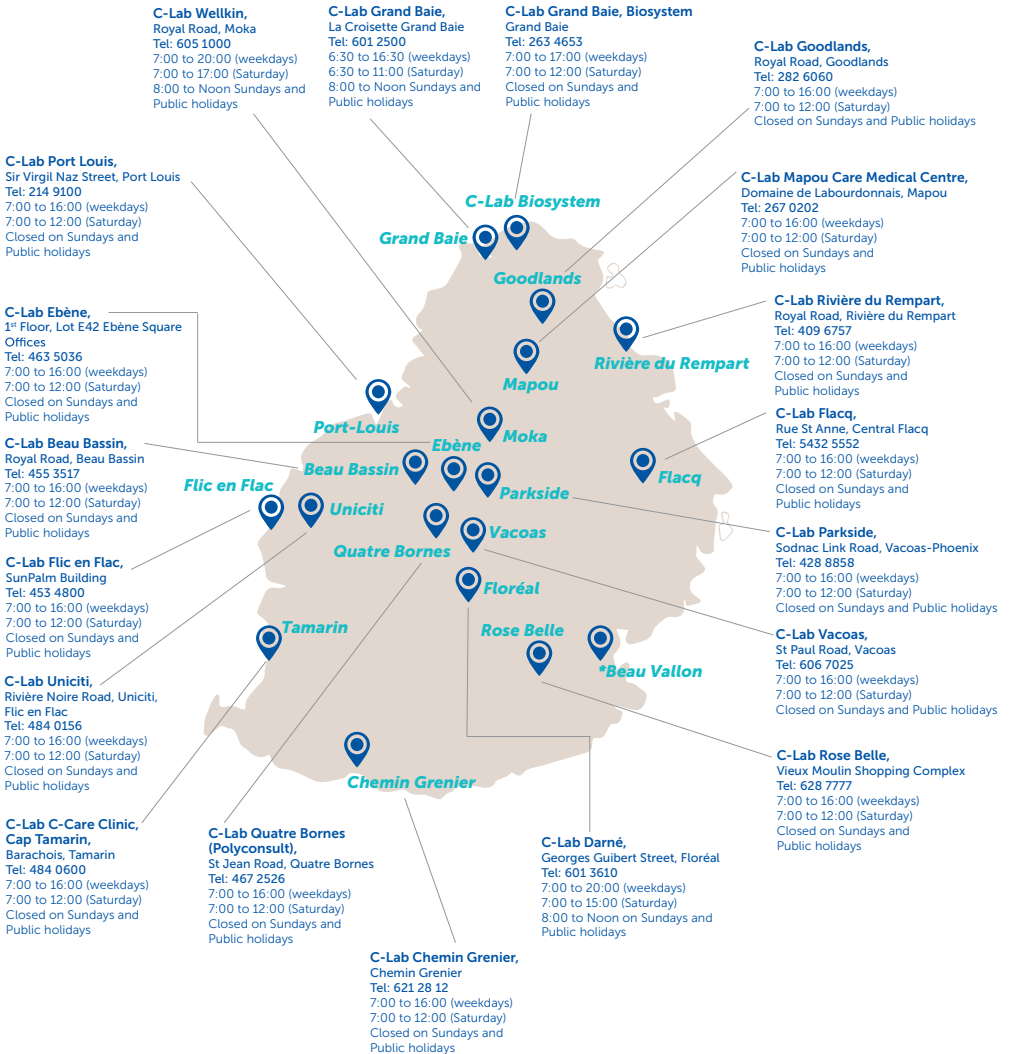 C-Lab Wellkin,
Royal Road, Moka
Tel: 605 1000
7:00 to 20:00 (weekdays)
7:00 to 17:00 (Saturday)
8:00 to Noon Sundays and
Public holidays
C-Lab Grand Baie,
La Croisette Grand Baie
Tel: 601 2500
6:30 to 16:30 (weekdays)
6:30 to 11:00 (Saturday)
8:00 to Noon Sundays and
Public holidays
C-Lab Grand Baie, Biosystem
Grand Baie
Tel: 263 4653
7:00 to 17:00 (weekdays)
7:00 to 12:00 (Saturday)
Closed on Sundays and
Public holidays
C-Lab Goodlands,
Royal Road, Goodlands
Tel: 282 6060
7:00 to 16:00 (weekdays)
7:00 to 12:00 (Saturday)
Closed on Sundays and Public holidays
C-Lab Port Louis,
Sir Virgil Naz Street, Port Louis
Tel: 214 9100
7:00 to 16:00 (weekdays)
7:00 to 12:00 (Saturday)
Closed on Sundays and
Public holidays
C-Lab Mapou Care Medical Centre,
Domaine de Labourdonnais, Mapou
Tel: 267 0202
7:00 to 16:00 (weekdays)
7:00 to 12:00 (Saturday)
Closed on Sundays and
Public holidays
C-Lab Biosystem
Grand Baie
Goodlands
Rivière du Rempart
Mapou
Port-Louis
Moka
Ebène
Beau Bassin
Flacq
Parkside
Flic en Flac
Uniciti
Vacoas
Quatre Bornes
Floréal
Tamarin
Rose Belle
*Beau Vallon
Chemin Grenier
C-Lab Ebène,
1st Floor, Lot E42 Ebène Square
Offices
Tel: 463 5036
7:00 to 16:00 (weekdays)
7:00 to 12:00 (Saturday)
Closed on Sundays and
Public holidays
C-Lab Beau Bassin,
Royal Road, Beau Bassin
Tel: 455 3517
7:00 to 16:00 (weekdays)
7:00 to 12:00 (Saturday)
Closed on Sundays and
Public holidays
C-Lab Flic en Flac,
SunPalm Building
Tel: 453 4800
7:00 to 16:00 (weekdays)
7:00 to 12:00 (Saturday)
Closed on Sundays and
Public holidays
C-Lab Uniciti,
Rivière Noire Road, Uniciti,
Flic en Flac
Tel: 484 0156
7:00 to 16:00 (weekdays)
7:00 to 12:00 (Saturday)
Closed on Sundays and
Public holidays
C-Lab C-Care Clinic,
Cap Tamarin,
Barachois, Tamarin
Tel: 484 0600
7:00 to 16:00 (weekdays)
7:00 to 12:00 (Saturday)
Closed on Sundays and
Public holidays
C-Lab Rivière du Rempart,
Royal Road, Rivière du Rempart
Tel: 409 6757
7:00 to 16:00 (weekdays)
7:00 to 12:00 (Saturday)
Closed on Sundays and
Public holidays
C-Lab Flacq,
Rue St Anne, Central Flacq
Tel: 5432 5552
7:00 to 16:00 (weekdays)
7:00 to 12:00 (Saturday)
Closed on Sundays and
Public holidays
C-Lab Parkside,
Sodnac Link Road, Vacoas-Phoenix
Tel: 428 8858
7:00 to 16:00 (weekdays)
7:00 to 12:00 (Saturday)
Closed on Sundays and Public holidays
C-Lab Vacoas,
St Paul Road, Vacoas
Tel: 606 7025
7:00 to 16:00 (weekdays)
7:00 to 12:00 (Saturday)
Closed on Sundays and Public holidays
C-Lab Rose Belle,
Vieux Moulin Shopping Complex
Tel: 628 7777
7:00 to 16:00 (weekdays)
7:00 to 12:00 (Saturday)
Closed on Sundays and
Public holidays
C-Lab Quatre Bornes
(Polyconsult),
St Jean Road, Quatre Bornes
Tel: 467 2526
7:00 to 16:00 (weekdays)
7:00 to 12:00 (Saturday)
Closed on Sundays and
Public holidays
C-Lab Darné,
Georges Guibert Street, Floréal
Tel: 601 3610
7:00 to 20:00 (weekdays)
7:00 to 15:00 (Saturday)
8:00 to Noon on Sundays and
Public holidays
C-Lab Chemin Grenier,
Chemin Grenier
Tel: 621 28 12
7:00 to 16:00 (weekdays)
7:00 to 12:00 (Saturday)
Closed on Sundays and
Public holidays